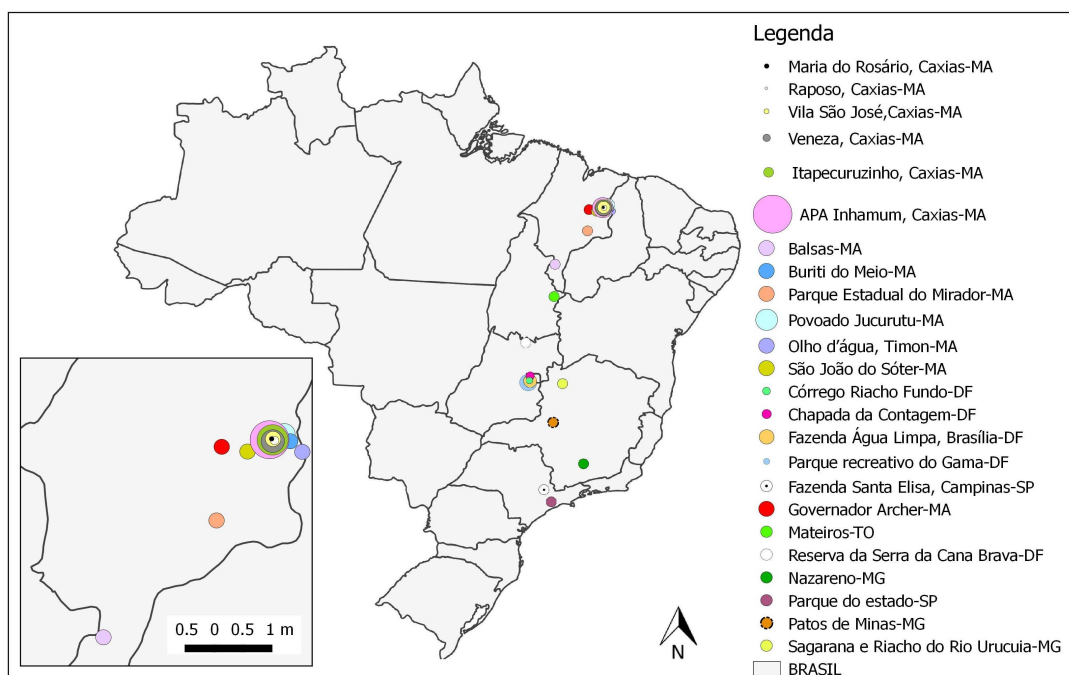 Legenda
Maria do Rosário, Caxias-MA
Raposo, Caxias-MA
Vila São José,Caxias-MA
Veneza, Caxias-MA
Itapecuruzinho, Caxias-MA
APA Inhamum, Caxias-MA
Balsas-MA
Buriti do Meio-MA
Parque Estadual do Mirador-MA
Povoado Jucurutu-MA
Olho d'água, Timon-MA
São João do Sóter-MA
Córrego Riacho Fundo-DF
Chapada da Contagem-DF
Fazenda Água Limpa, Brasília-DF
Parque recreativo do Gama-DF
Fazenda Santa Elisa, Campinas-SP
Governador Archer-MA
Mateiros-TO
Reserva da Serra da Cana Brava-DF
Nazareno-MG
Parque do estado-SP
Patos de Minas-MG
Sagarana e Riacho do Rio Urucuia-MG
BRASIL
0.5 0 0.5 1 m
N